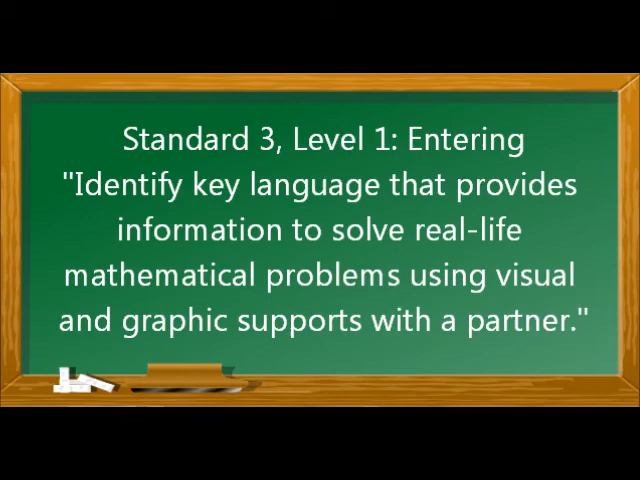 Standard 3, Level 1: Entering
"Identify key language that provides
information to solve real-life
mathematical problems using visual
and graphic supports with a partner."